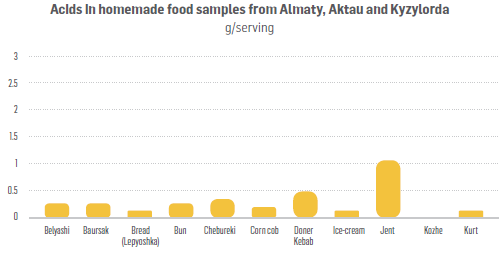 Acids in homemade food samples from Almaty, Aktau and Kyzylorda
g/serving
3
2.5
2
1.5
1
0.5
0
Belyashi Baursak Bread (Lepyoshka) Bun Chebureki Corn cob Doner Kebab Ice-cream Jent Kozhe Kurt